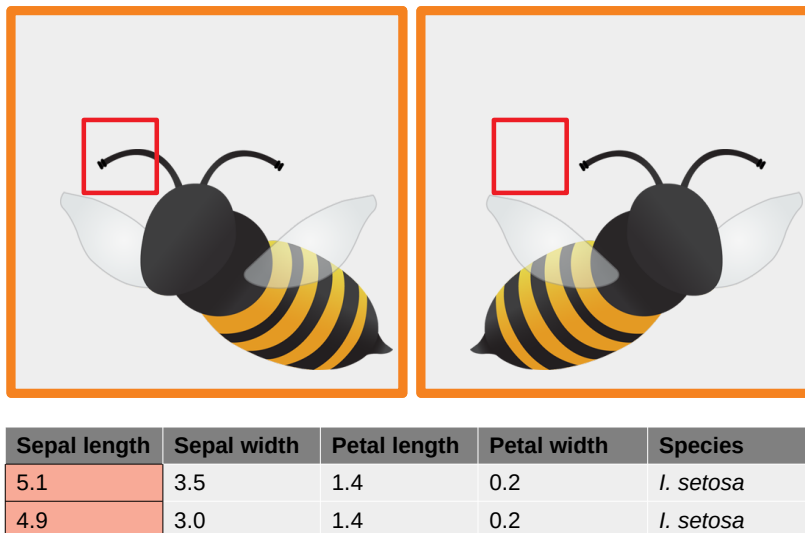 Sepal length Sepal width Petal length Petal width Species
5.1 3.5 1.4 0.2 I. setosa
4.9 3.0 1.4 0.2 I. setosa